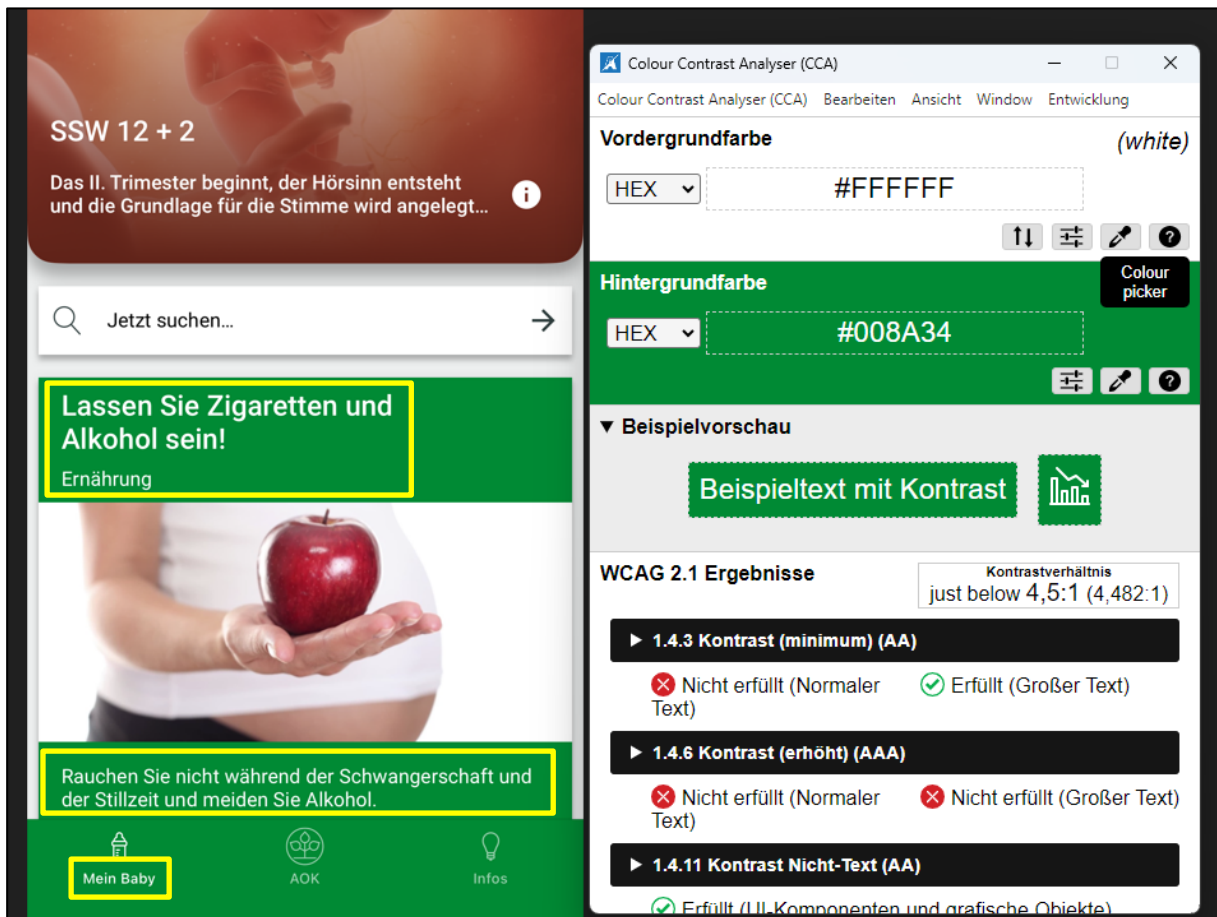 SSW 12 + 2
Das II. Trimester beginnt, der Hörsinn entsteht
und die Grundlage für die Stimme wird angelegt...
Jetzt suchen...
Lassen Sie Zigaretten und
Alkohol sein!
Ernährung
Rauchen Sie nicht während der Schwangerschaft und
der Stillzeit und meiden Sie Alkohol.
Mein Baby
AOK
Infos
Colour Contrast Analyser (CCA)
Colour Contrast Analyser (CCA) Bearbeiten Ansicht Window Entwicklung
Vordergrundfarbe (white)
HEX #FFFFFF
Hintergrundfarbe
Colour
picker
HEX #008A34
Beispielvorschau
Beispieltext mit Kontrast
WCAG 2.1 Ergebnisse
Kontrastverhältnis
just below 4,5:1 (4,482:1)
1.4.3 Kontrast (minimum) (AA)
Nicht erfüllt (Normaler
Text)
Erfüllt (Großer Text)
1.4.6 Kontrast (erhöht) (AAA)
Nicht erfüllt (Normaler
Text)
Nicht erfüllt (Großer Text)
1.4.11 Kontrast Nicht-Text (AA)
Erfüllt (UI-Komponenten und grafische Objekte)